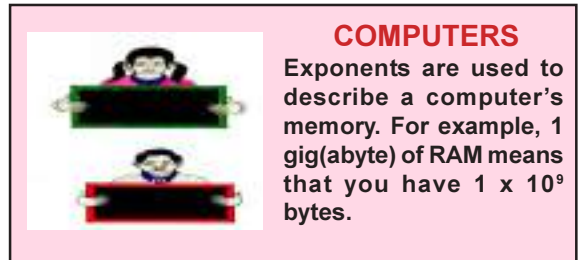 COMPUTERS
Exponents are used to
describe a computer's
memory. For example, 1
gig(abyte) of RAM means
that you have 1 x 10⁹
bytes.